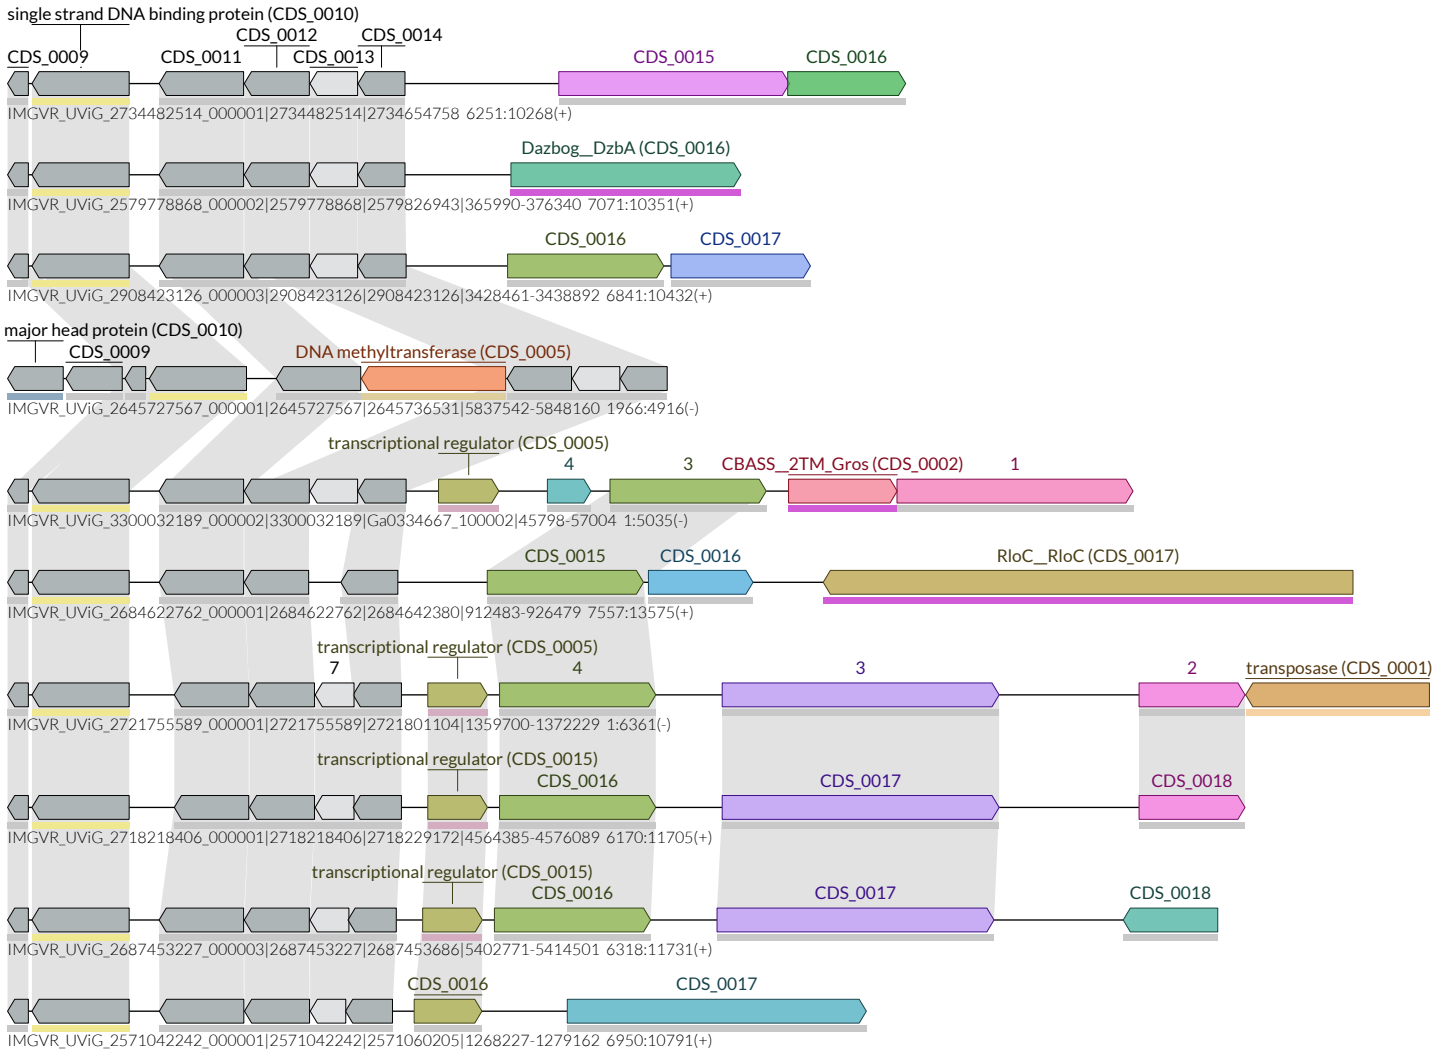 single strand DNA binding protein (CDS_0010)
CDS_0012 CDS_0014
CDS_0009 CDS_0011 CDS_0013 CDS_0015 CDS_0016
IMGVR_UViG_2734482514_000001|2734482514|2734654758 6251:10268(+)
Dazbog__DzbA (CDS_0016)
IMGVR_UViG_2579778868_000002|2579778868|2579826943|365990-376340 7071:10351(+)
CDS_0016 CDS_0017
IMGVR_UViG_2908423126_000003|2908423126|2908423126|3428461-3438892 6841:10432(+)
major head protein (CDS_0010)
CDS_0009 DNA methyltransferase (CDS_0005)
IMGVR_UViG_2645727567_000001|2645727567|2645736531|5837542-5848160 1966:4916(-)
transcriptional regulator (CDS_0005)
4 3 CBASS__2TM_Gros (CDS_0002) 1
IMGVR_UViG_3300032189_000002|3300032189|Ga0334667_100002|45798-57004 1:5035(-)
CDS_0015 CDS_0016 RloC__RloC (CDS_0017)
IMGVR_UViG_2684622762_000001|2684622762|2684642380|912483-926479 7557:13575(+)
transcriptional regulator (CDS_0005)
7 4 3 2 transposase (CDS_0001)
IMGVR_UViG_2721755589_000001|2721755589|2721801104|1359700-1372229 1:6361(-)
transcriptional regulator (CDS_0015)
CDS_0016 CDS_0017 CDS_0018
IMGVR_UViG_2718218406_000001|2718218406|2718229172|4564385-4576089 6170:11705(+)
transcriptional regulator (CDS_0015)
CDS_0016 CDS_0017 CDS_0018
IMGVR_UViG_2687453227_000003|2687453227|2687453686|5402771-5414501 6318:11731(+)
CDS_0016 CDS_0017
IMGVR_UViG_2571042242_000001|2571042242|2571060205|1268227-1279162 6950:10791(+)